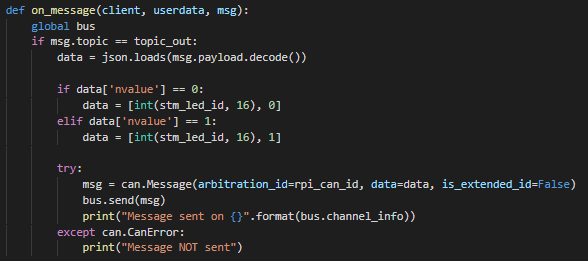 def on_message(client, userdata, msg):
    global bus
    if msg.topic == topic_out:
        data = json.loads(msg.payload.decode())

        if data['nvalue'] == 0:
            data = [int(stm_led_id, 16), 0]
        elif data['nvalue'] == 1:
            data = [int(stm_led_id, 16), 1]

        try:
            msg = can.Message(arbitration_id=rpi_can_id, data=data, is_extended_id=False)
            bus.send(msg)
            print("Message sent on {}".format(bus.channel_info))
        except can.CanError:
            print("Message NOT sent")